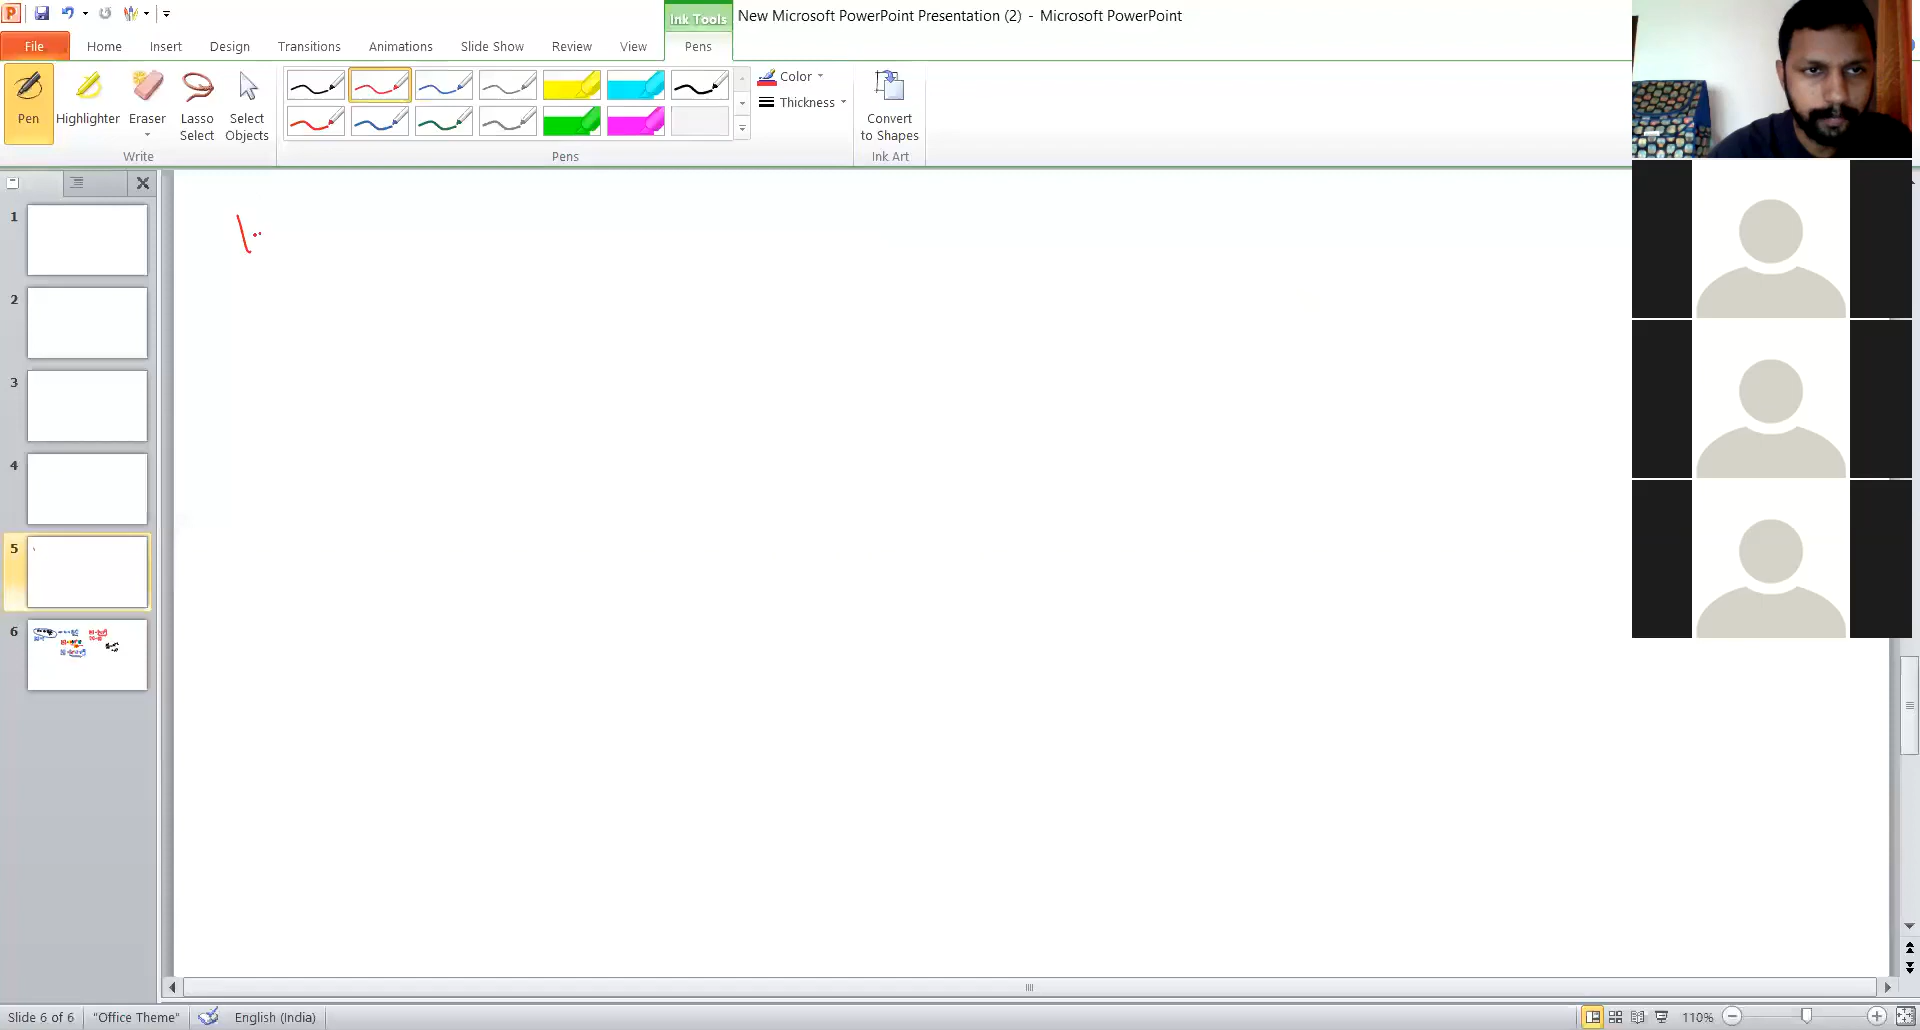 Ink Tools New Microsoft PowerPoint Presentation (2) - Microsoft PowerPoint
File Home Insert Design Transitions Animations Slide Show Review View Pens
Pen Highlighter Eraser Lasso Select Select Objects
Color
Thickness
Convert to Shapes
Write Pens Ink Art
1
2
3
4
5
6
Slide 6 of 6 "Office Theme" English (India) 110%